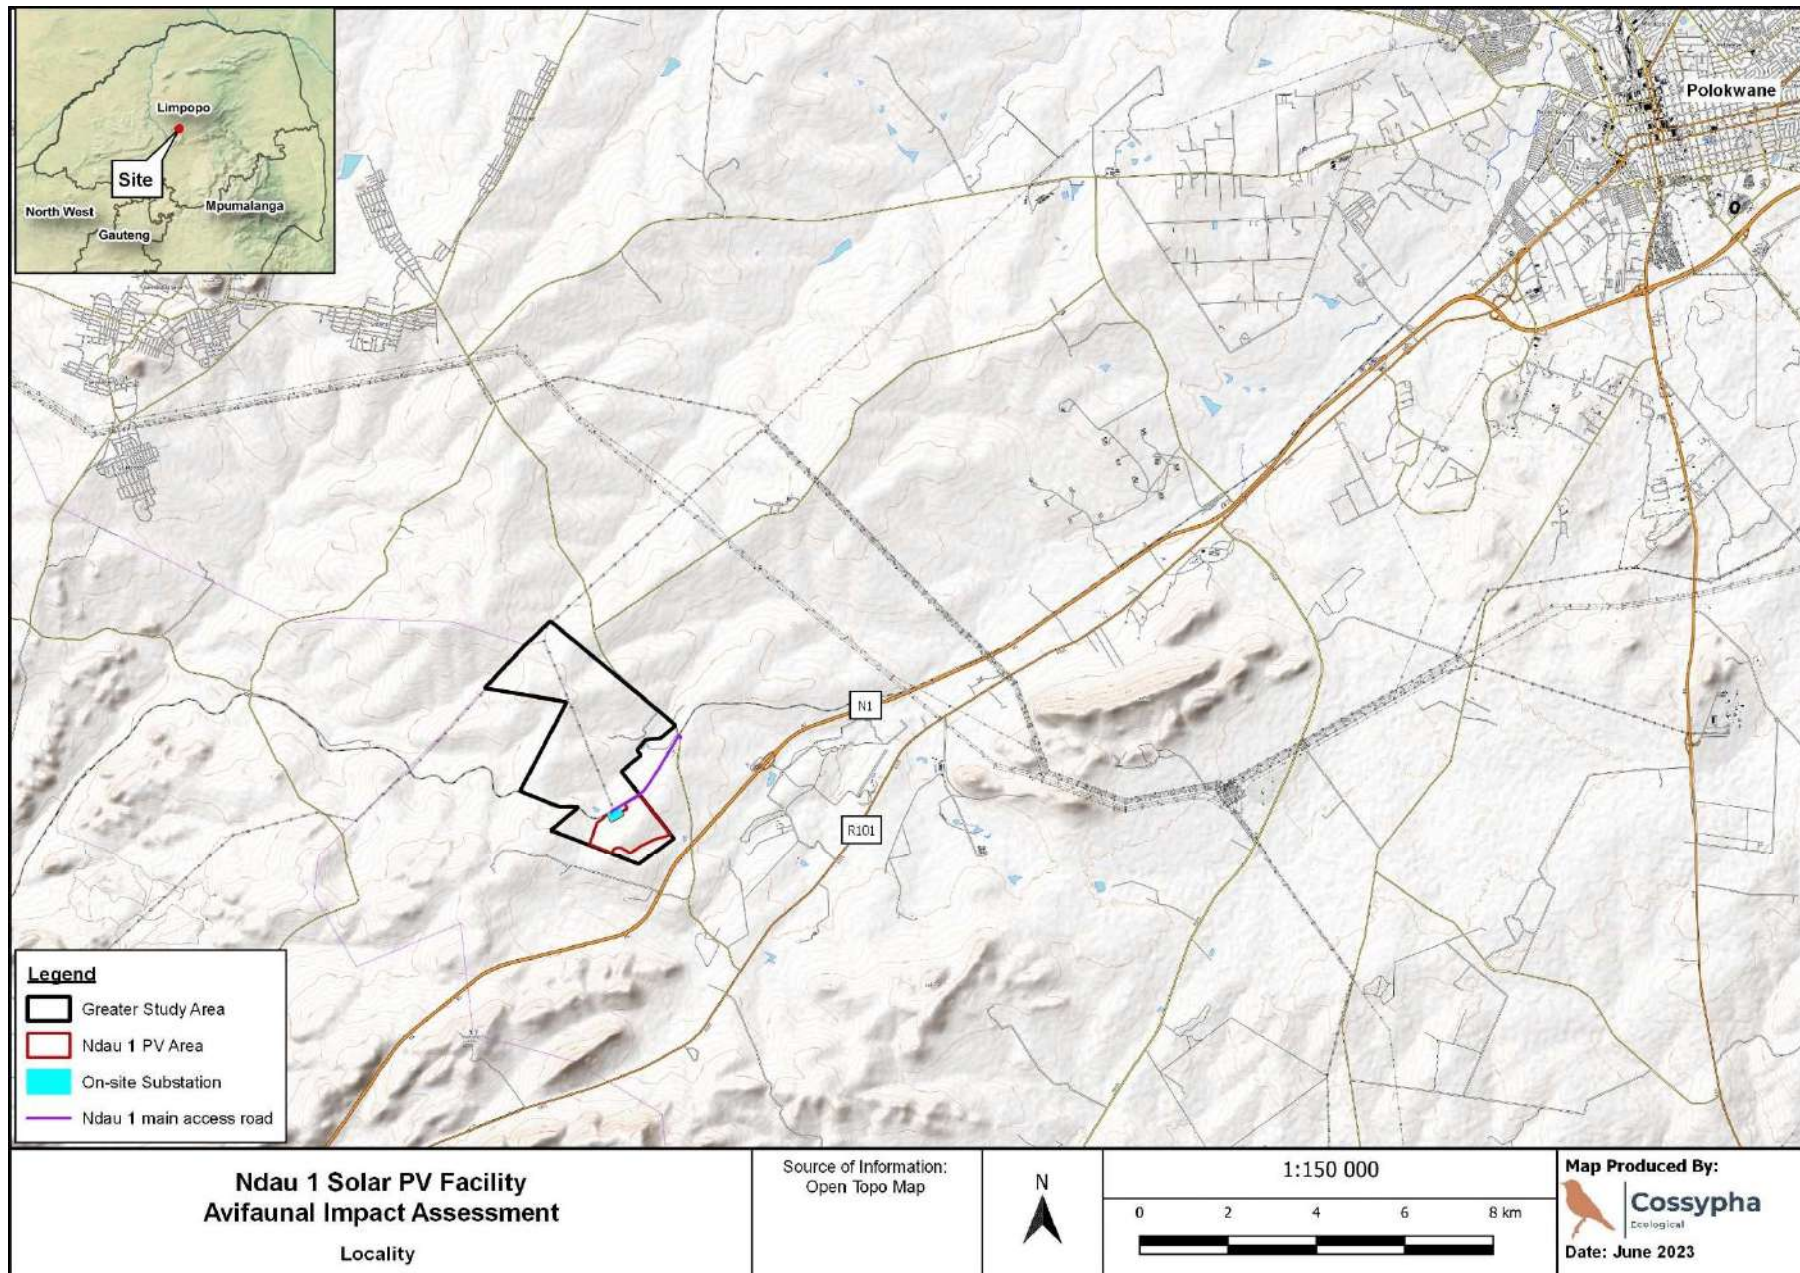 Limpopo
Site
North West
Mpumalanga
Gauteng
Polokwane
N1
R101
Legend
Greater Study Area
Ndau 1 PV Area
On-site Substation
Ndau 1 main access road
Ndau 1 Solar PV Facility
Avifaunal Impact Assessment
Locality
Source of Information:
Open Topo Map
N
1:150 000
0 2 4 6 8 km
Map Produced By:
Cossypha
Ecological
Date: June 2023